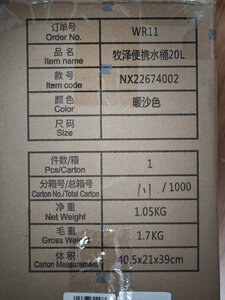 订单号 WR11
Order No.
品名 牧泽便携水桶20L
Item name
款号 NX22674002
Item code
颜色 暖沙色
Color
尺码
Size
件数/箱 1
Pcs/Carton
分箱号/总箱号 /1000
Carton No./Total Carton
净重 1.05KG
Net Weight
毛重 1.7KG
Gross Weight
体积 40.5x21x39cm
Carton Measurement